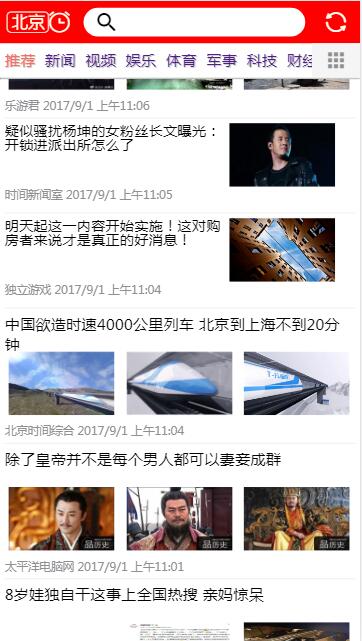 北京
推荐 新闻 视频 娱乐 体育 军事 科技 财经
乐游君 2017/9/1 上午11:06
疑似骚扰杨坤的女粉丝长文曝光：
开锁进派出所怎么了
时间新闻室 2017/9/1 上午11:05
明天起这一内容开始实施！这对购
房者来说才是真正的好消息！
独立游戏 2017/9/1 上午11:04
中国欲造时速4000公里列车 北京到上海不到20分
钟
T-FLIGHT
北京时间综合 2017/9/1 上午11:04
除了皇帝并不是每个男人都可以妻妾成群
品历史
品历史
品历史
太平洋电脑网 2017/9/1 上午11:01
8岁娃独自干这事上全国热搜 亲妈惊呆